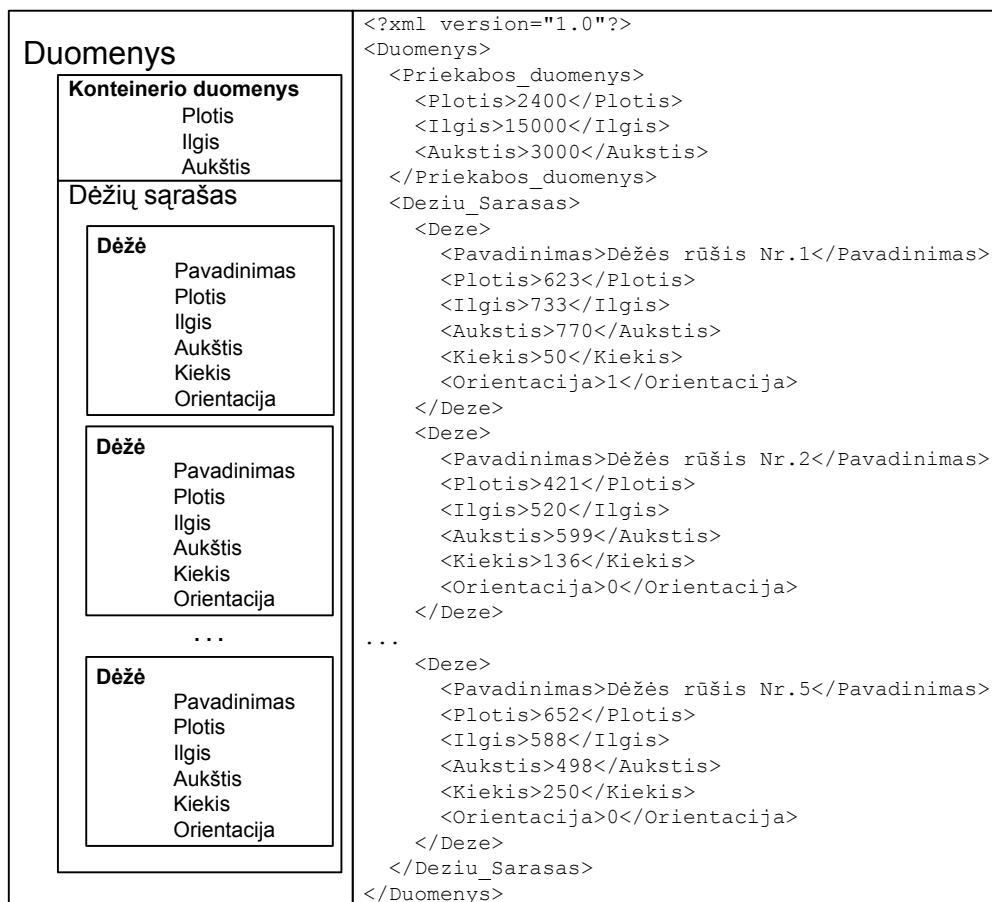 Duomenys
Konteinerio duomenys
Plotis
Ilgis
Aukštis
Dėžių sąrašas
Dėžė
Pavadinimas
Plotis
Ilgis
Aukštis
Kiekis
Orientacija
Dėžė
Pavadinimas
Plotis
Ilgis
Aukštis
Kiekis
Orientacija
...
Dėžė
Pavadinimas
Plotis
Ilgis
Aukštis
Kiekis
Orientacija
<?xml version="1.0"?>
<Duomenys>
  <Priekabos_duomenys>
    <Plotis>2400</Plotis>
    <Ilgis>15000</Ilgis>
    <Aukstis>3000</Aukstis>
  </Priekabos_duomenys>
  <Deziu_Sarasas>
    <Deze>
      <Pavadinimas>Dėžės rūšis Nr.1</Pavadinimas>
      <Plotis>623</Plotis>
      <Ilgis>733</Ilgis>
      <Aukstis>770</Aukstis>
      <Kiekis>50</Kiekis>
      <Orientacija>1</Orientacija>
    </Deze>
    <Deze>
      <Pavadinimas>Dėžės rūšis Nr.2</Pavadinimas>
      <Plotis>421</Plotis>
      <Ilgis>520</Ilgis>
      <Aukstis>599</Aukstis>
      <Kiekis>136</Kiekis>
      <Orientacija>0</Orientacija>
    </Deze>
...
    <Deze>
      <Pavadinimas>Dėžės rūšis Nr.5</Pavadinimas>
      <Plotis>652</Plotis>
      <Ilgis>588</Ilgis>
      <Aukstis>498</Aukstis>
      <Kiekis>250</Kiekis>
      <Orientacija>0</Orientacija>
    </Deze>
  </Deziu_Sarasas>
</Duomenys>